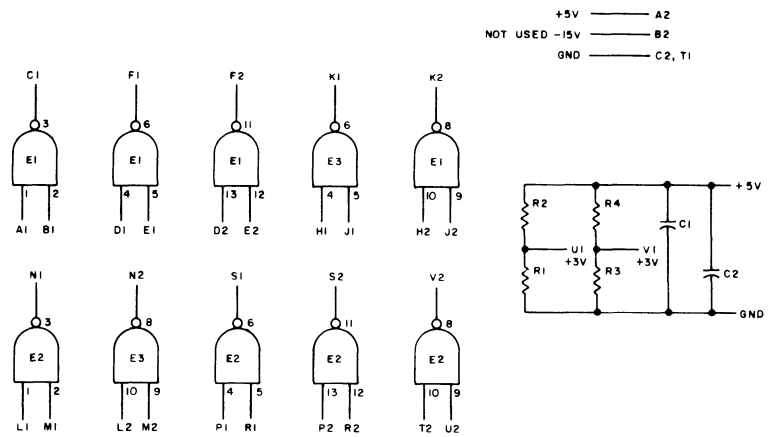 +5V A2
NOT USED -15V B2
GND C2, T1
C1 F1 F2 K1 K2
3 6 11 6 8
E1 E1 E1 E3 E1
1 2 4 5 13 12 4 5 10 9
A1 B1 D1 E1 D2 E2 H1 J1 H2 J2
+5V
R2 R4 C1
U1 V1
+3V +3V
R1 R3 C2
GND
N1 N2 S1 S2 V2
3 8 6 11 8
E2 E3 E2 E2 E2
1 2 10 9 4 5 13 12 10 9
L1 M1 L2 M2 P1 R1 P2 R2 T2 U2